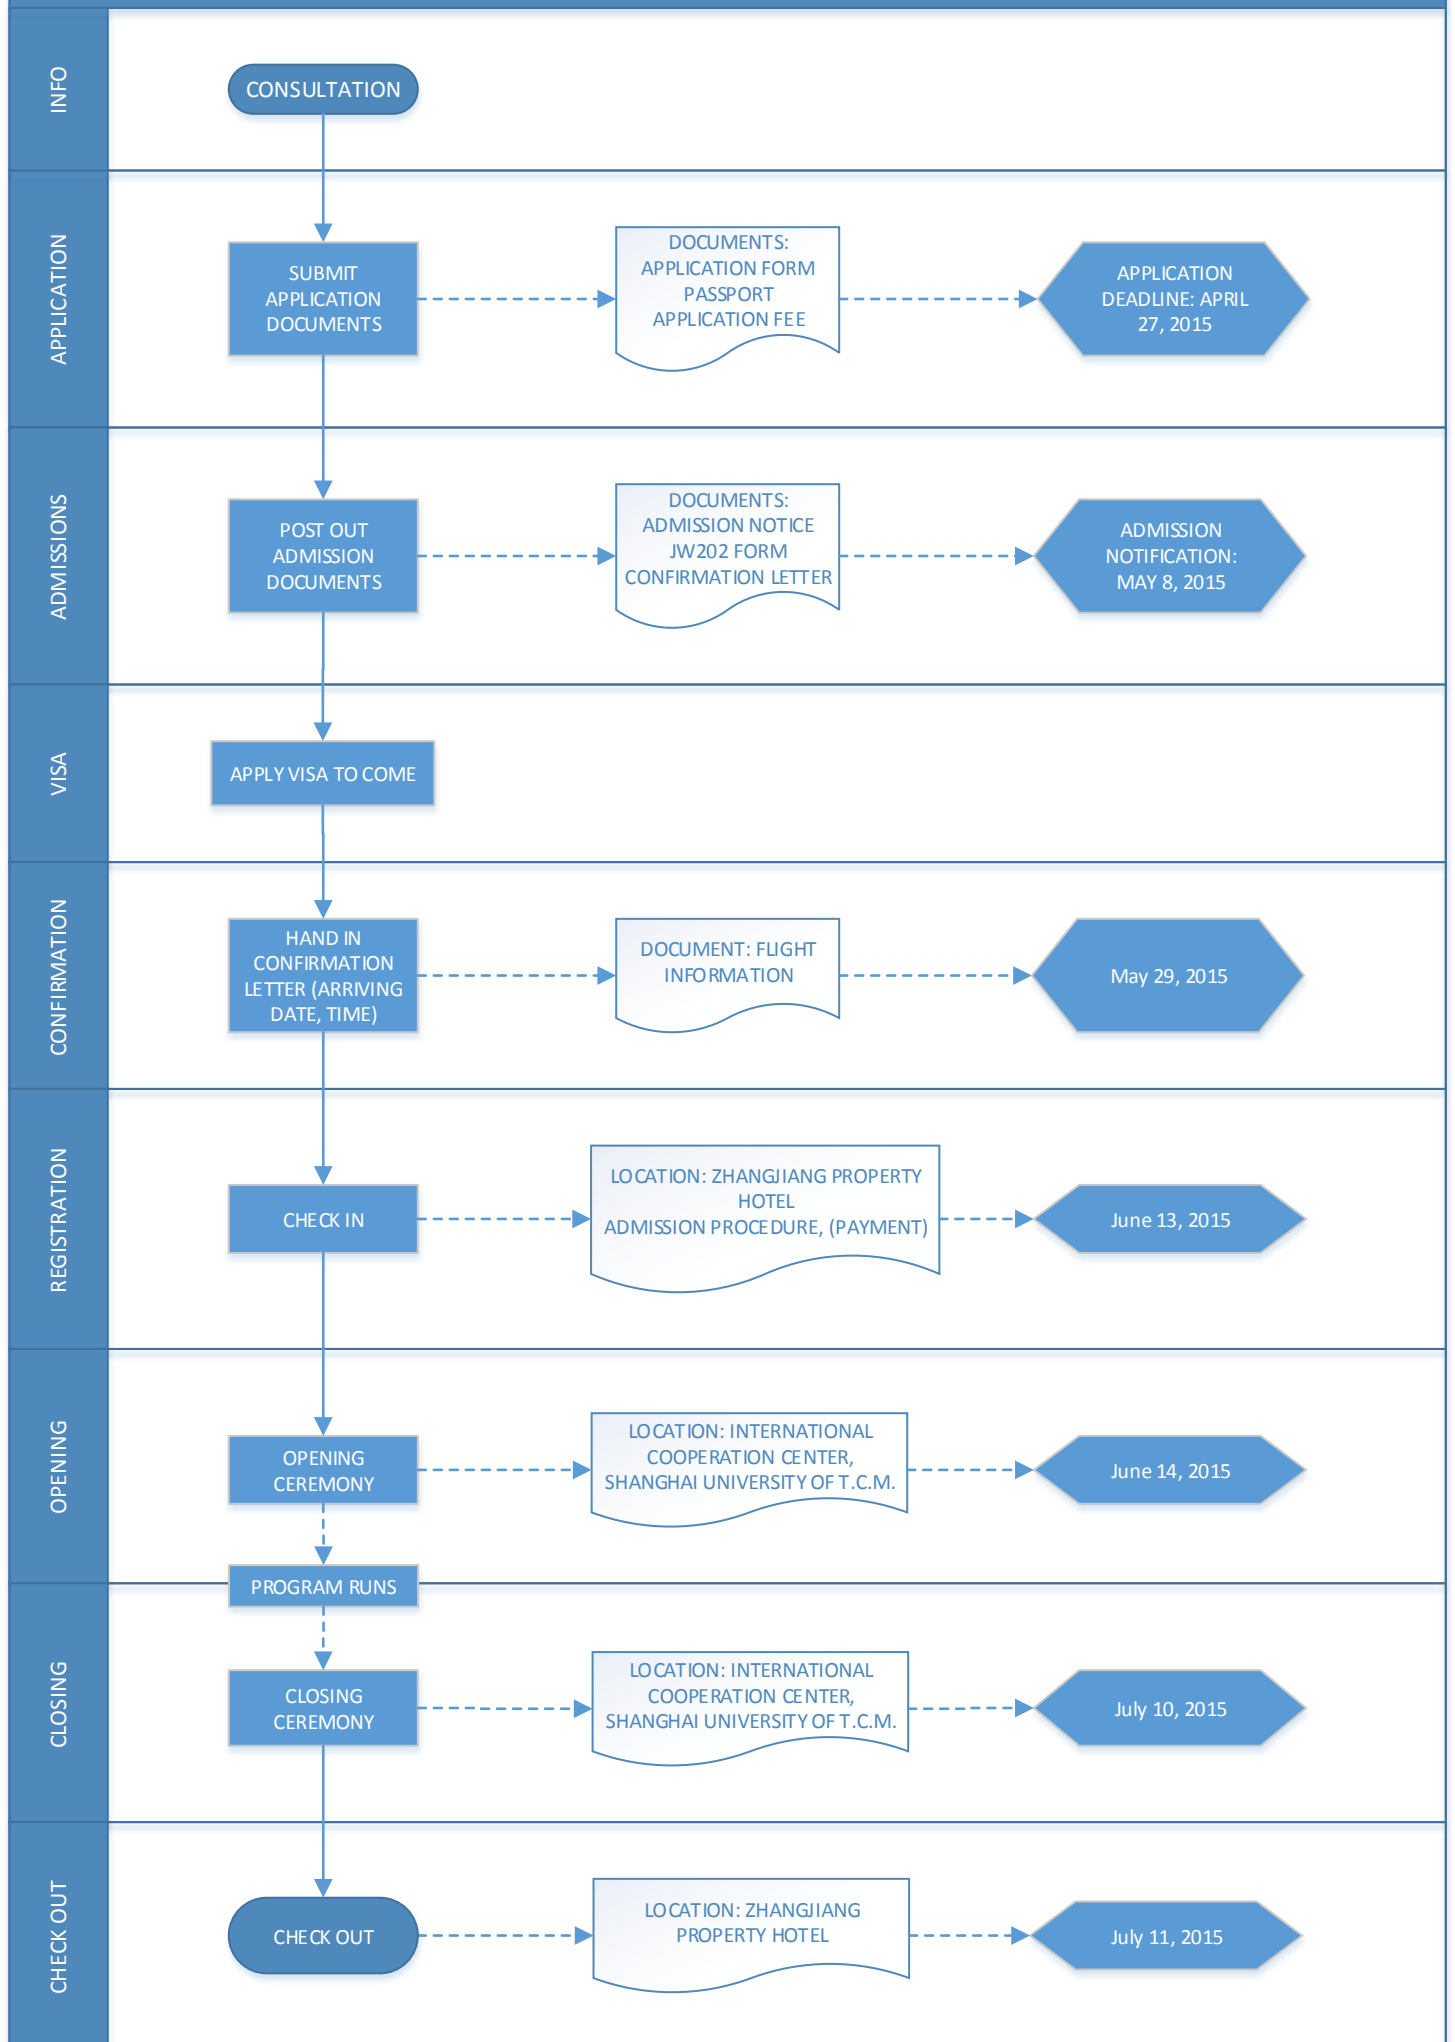 INFO
CONSULTATION
APPLICATION
SUBMIT
APPLICATION
DOCUMENTS
DOCUMENTS:
APPLICATION FORM
PASSPORT
APPLICATION FEE
APPLICATION
DEADLINE: APRIL
27, 2015
ADMISSIONS
POST OUT
ADMISSION
DOCUMENTS
DOCUMENTS:
ADMISSION NOTICE
JW202 FORM
CONFIRMATION LETTER
ADMISSION
NOTIFICATION:
MAY 8, 2015
VISA
APPLY VISA TO COME
CONFIRMATION
HAND IN
CONFIRMATION
LETTER (ARRIVING
DATE, TIME)
DOCUMENT: FLIGHT
INFORMATION
May 29, 2015
REGISTRATION
CHECK IN
LOCATION: ZHANGJIANG PROPERTY
HOTEL
ADMISSION PROCEDURE, (PAYMENT)
June 13, 2015
OPENING
OPENING
CEREMONY
LOCATION: INTERNATIONAL
COOPERATION CENTER,
SHANGHAI UNIVERSITY OF T.C.M.
June 14, 2015
PROGRAM RUNS
CLOSING
CLOSING
CEREMONY
LOCATION: INTERNATIONAL
COOPERATION CENTER,
SHANGHAI UNIVERSITY OF T.C.M.
July 10, 2015
CHECK OUT
CHECK OUT
LOCATION: ZHANGJIANG
PROPERTY HOTEL
July 11, 2015